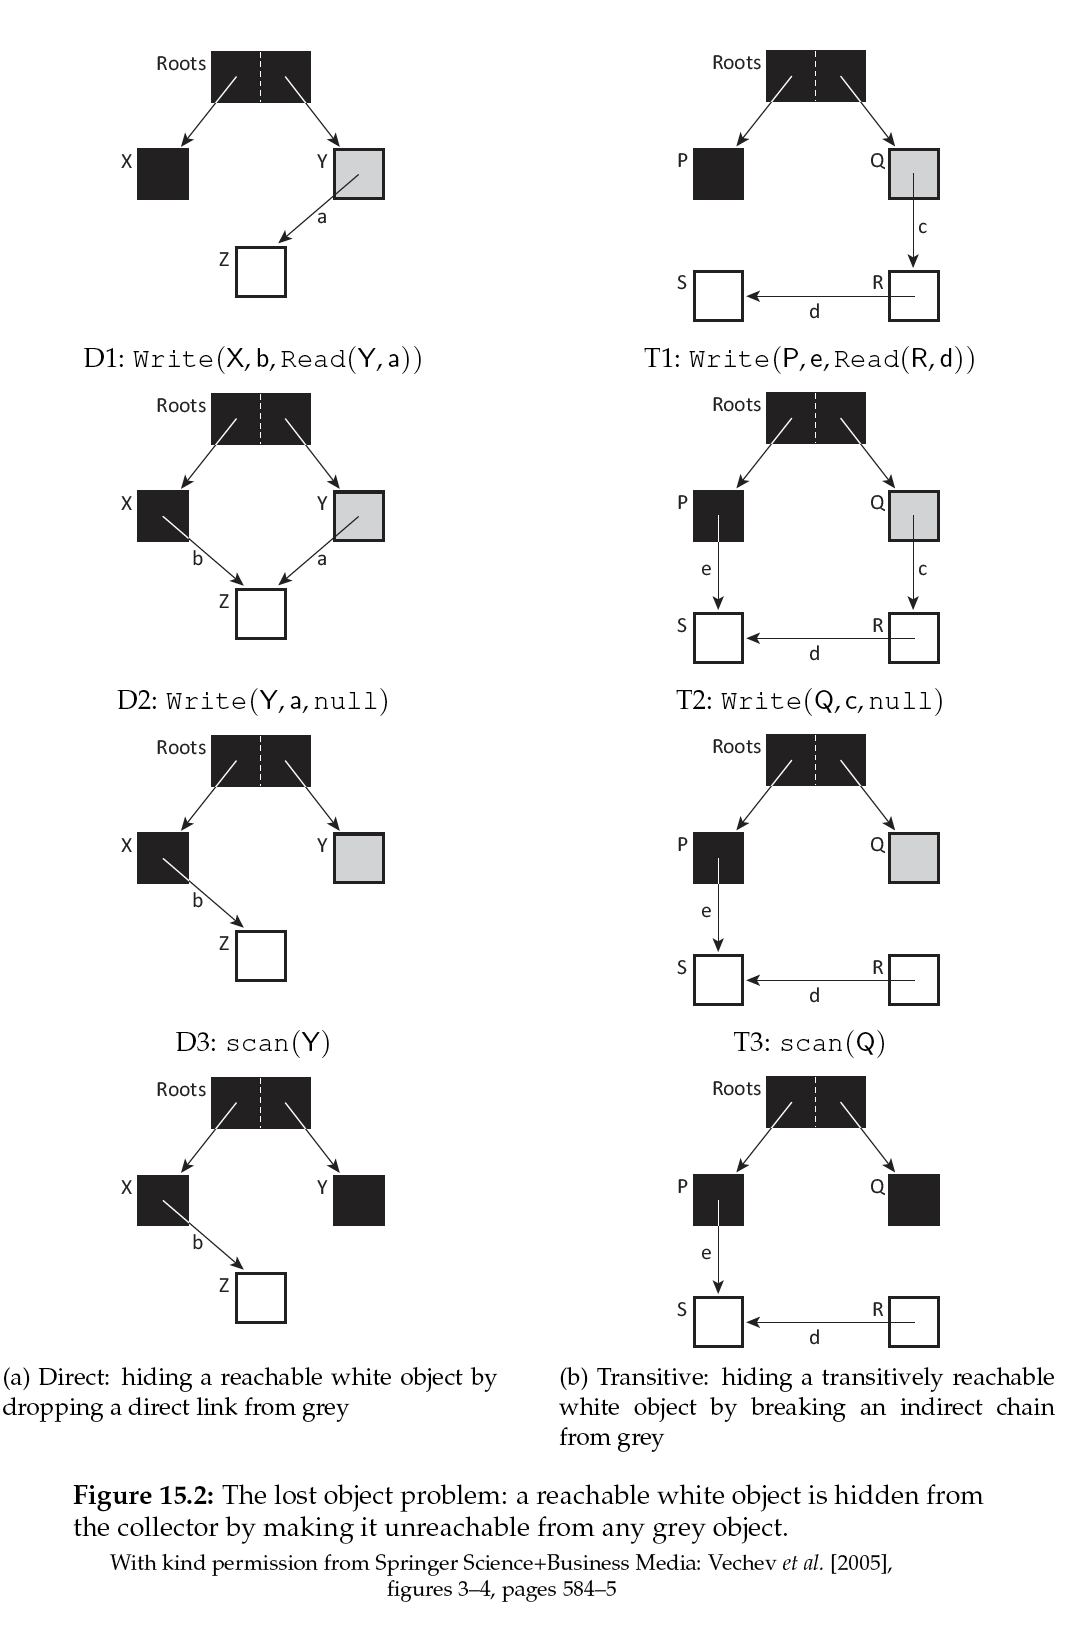 Roots
X
Y
a
Z
D1: Write(X, b, Read(Y, a))
Roots
X
Y
b
a
Z
D2: Write(Y, a, null)
Roots
X
Y
b
Z
D3: scan(Y)
Roots
X
Y
b
Z
(a) Direct: hiding a reachable white object by
dropping a direct link from grey
Roots
P
Q
c
S
R
d
T1: Write(P, e, Read(R, d))
Roots
P
Q
e
c
S
R
d
T2: Write(Q, c, null)
Roots
P
Q
e
S
R
d
T3: scan(Q)
Roots
P
Q
e
S
R
d
(b) Transitive: hiding a transitively reachable
white object by breaking an indirect chain
from grey
Figure 15.2: The lost object problem: a reachable white object is hidden from
the collector by making it unreachable from any grey object.
With kind permission from Springer Science+Business Media: Vechev et al. [2005],
figures 3–4, pages 584–5